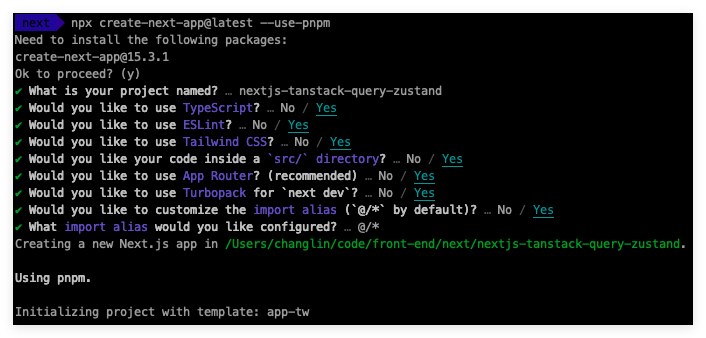 next npx create-next-app@latest --use-pnpm
Need to install the following packages:
create-next-app@15.3.1
Ok to proceed? (y)
✔ What is your project named? … nextjs-tanstack-query-zustand
✔ Would you like to use TypeScript? … No / Yes
✔ Would you like to use ESLint? … No / Yes
✔ Would you like to use Tailwind CSS? … No / Yes
✔ Would you like your code inside a `src/` directory? … No / Yes
✔ Would you like to use App Router? (recommended) … No / Yes
✔ Would you like to use Turbopack for `next dev`? … No / Yes
✔ Would you like to customize the import alias (`@/*` by default)? … No / Yes
✔ What import alias would you like configured? … @/*
Creating a new Next.js app in /Users/changlin/code/front-end/next/nextjs-tanstack-query-zustand.
Using pnpm.
Initializing project with template: app-tw